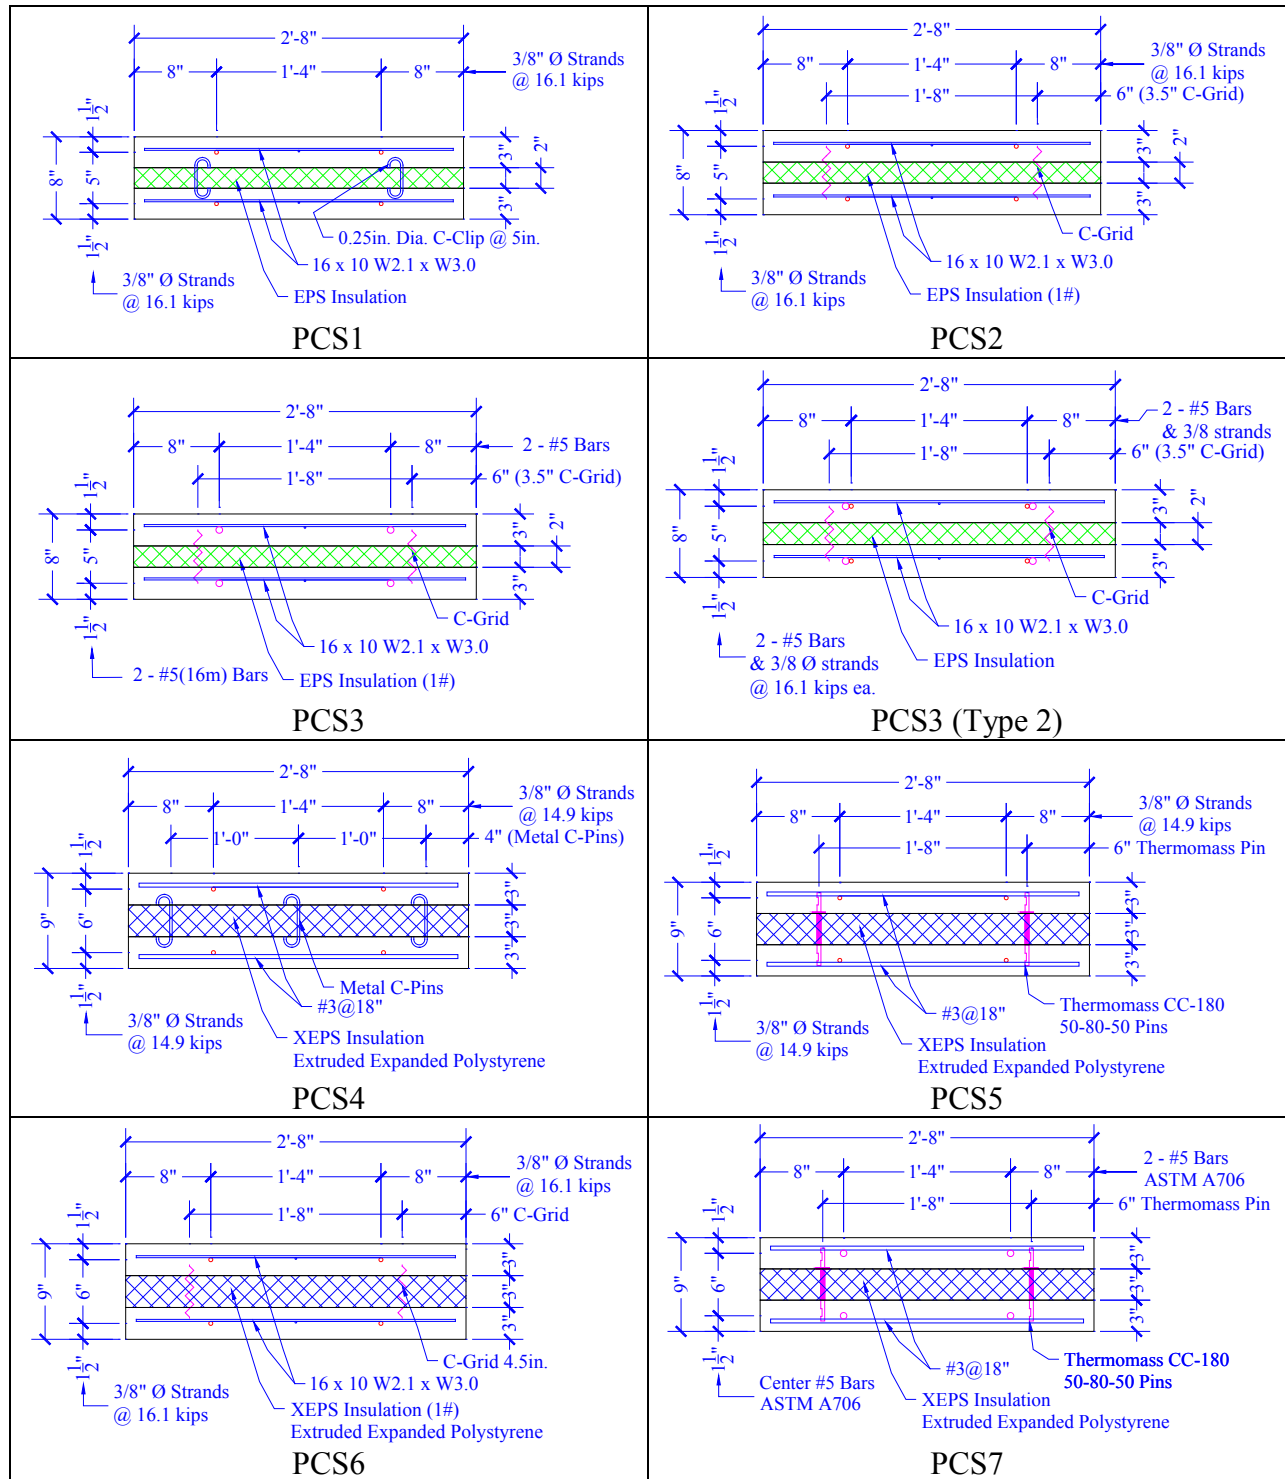 2'-8"
8" 1'-4" 8"
3/8" Ø Strands
@ 16.1 kips
1 1/2"
8"
5"
1 1/2"
3"
2"
3"
0.25in. Dia. C-Clip @ 5in.
16 x 10 W2.1 x W3.0
3/8" Ø Strands
@ 16.1 kips
EPS Insulation
PCS1
2'-8"
8" 1'-4" 8"
3/8" Ø Strands
@ 16.1 kips
1'-8"
6" (3.5" C-Grid)
1 1/2"
8"
5"
1 1/2"
3"
2"
3"
C-Grid
16 x 10 W2.1 x W3.0
3/8" Ø Strands
@ 16.1 kips
EPS Insulation (1#)
PCS2
2'-8"
8" 1'-4" 8"
2 - #5 Bars
1'-8"
6" (3.5" C-Grid)
1 1/2"
8"
5"
1 1/2"
3"
2"
3"
C-Grid
16 x 10 W2.1 x W3.0
2 - #5(16m) Bars
EPS Insulation (1#)
PCS3
2'-8"
8" 1'-4" 8"
2 - #5 Bars
& 3/8 strands
1'-8"
6" (3.5" C-Grid)
1 1/2"
8"
5"
1 1/2"
3"
2"
3"
C-Grid
16 x 10 W2.1 x W3.0
2 - #5 Bars
& 3/8 Ø strands
@ 16.1 kips ea.
EPS Insulation
PCS3 (Type 2)
2'-8"
8" 1'-4" 8"
3/8" Ø Strands
@ 14.9 kips
1'-0" 1'-0"
4" (Metal C-Pins)
1 1/2"
9"
6"
1 1/2"
3"
3"
3"
Metal C-Pins
#3@18"
3/8" Ø Strands
@ 14.9 kips
XEPS Insulation
Extruded Expanded Polystyrene
PCS4
2'-8"
8" 1'-4" 8"
3/8" Ø Strands
@ 14.9 kips
1'-8"
6" Thermomass Pin
1 1/2"
9"
6"
1 1/2"
3"
3"
3"
#3@18"
Thermomass CC-180
50-80-50 Pins
3/8" Ø Strands
@ 14.9 kips
XEPS Insulation
Extruded Expanded Polystyrene
PCS5
2'-8"
8" 1'-4" 8"
3/8" Ø Strands
@ 16.1 kips
1'-8"
6" C-Grid
1 1/2"
9"
6"
1 1/2"
3"
3"
3"
C-Grid 4.5in.
16 x 10 W2.1 x W3.0
3/8" Ø Strands
@ 16.1 kips
XEPS Insulation (1#)
Extruded Expanded Polystyrene
PCS6
2'-8"
8" 1'-4" 8"
2 - #5 Bars
ASTM A706
1'-8"
6" Thermomass Pin
1 1/2"
9"
6"
1 1/2"
3"
3"
3"
#3@18"
Thermomass CC-180
50-80-50 Pins
Center #5 Bars
ASTM A706
XEPS Insulation
Extruded Expanded Polystyrene
PCS7